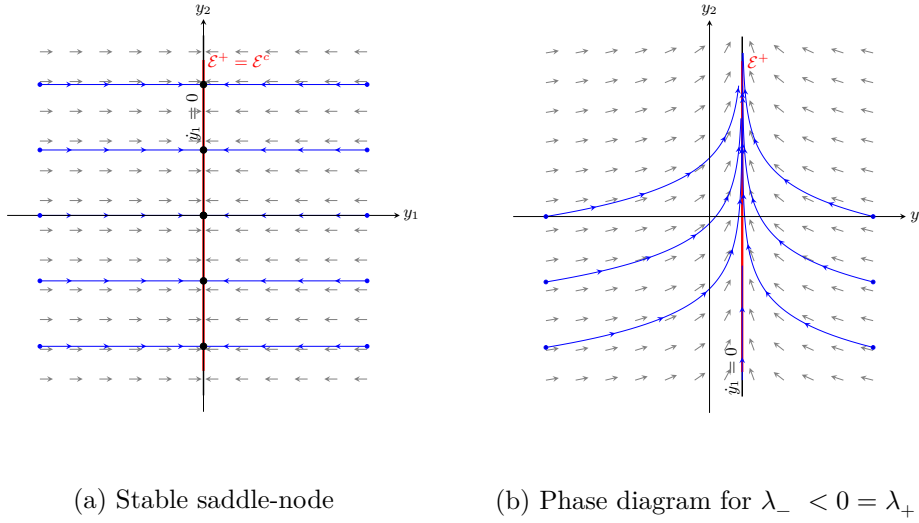 y₂
ℰ⁺ = ℰᶜ
ẏ₁ = 0
y₁
(a) Stable saddle-node
y₂
ℰ⁺
y
ẏ₁ = 0
(b) Phase diagram for λ₋ < 0 = λ₊